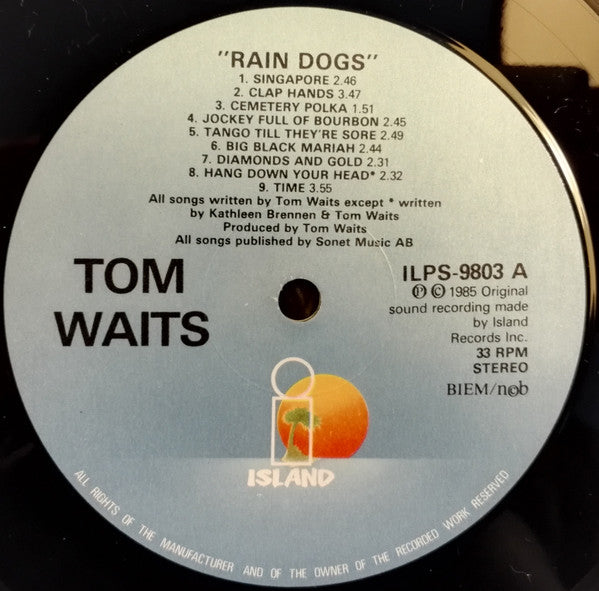 "RAIN DOGS"
1. SINGAPORE 2.46
2. CLAP HANDS 3.47
3. CEMETERY POLKA 1.51
4. JOCKEY FULL OF BOURBON 2.45
5. TANGO TILL THEY'RE SORE 2.49
6. BIG BLACK MARIAH 2.44
7. DIAMONDS AND GOLD 2.31
8. HANG DOWN YOUR HEAD* 2.32
9. TIME 3.55
All songs written by Tom Waits except * written
by Kathleen Brennen & Tom Waits
Produced by Tom Waits
All songs published by Sonet Music AB
TOM
WAITS
ILPS-9803 A
℗ © 1985 Original
sound recording made
by Island
Records Inc.
33 RPM
STEREO
BIEM/n©b
i
ISLAND
ALL RIGHTS OF THE MANUFACTURER AND OF THE OWNER OF THE RECORDED WORK RESERVED